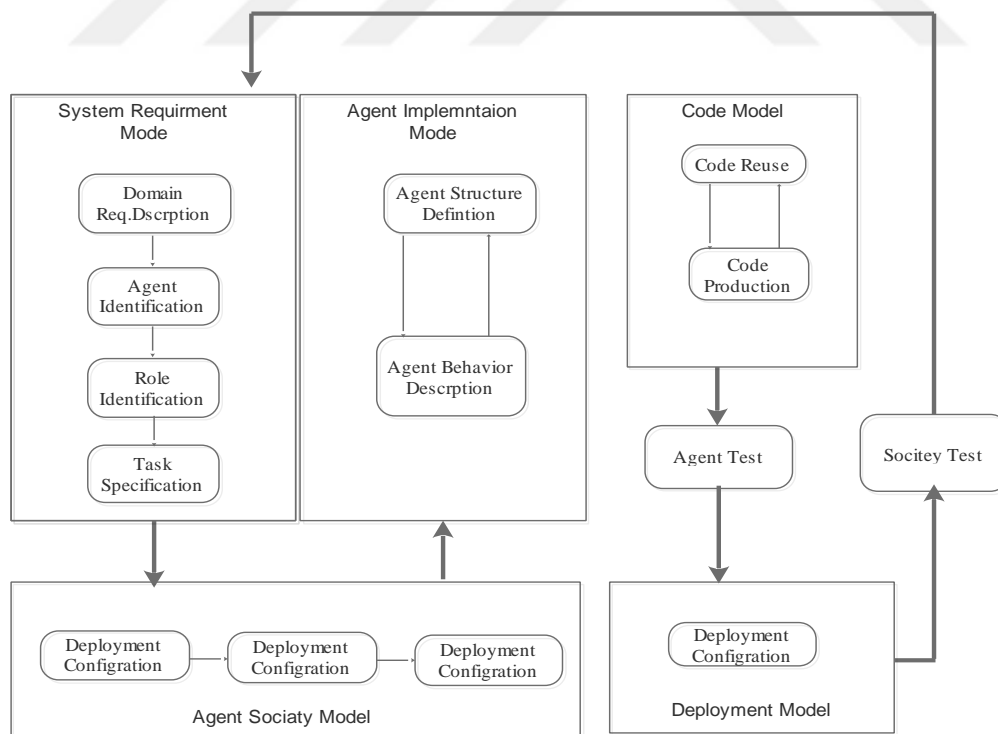 System Requirment
Mode
Domain
Req.Dscrption
Agent
Identification
Role
Identification
Task
Specification
Agent Implemntaion
Mode
Agent Structure
Defintion
Agent Behavior
Descrption
Code Model
Code Reuse
Code
Production
Agent Test
Socitey Test
Deployment
Configration
Deployment
Configration
Deployment
Configration
Agent Sociaty Model
Deployment
Configration
Deployment Model